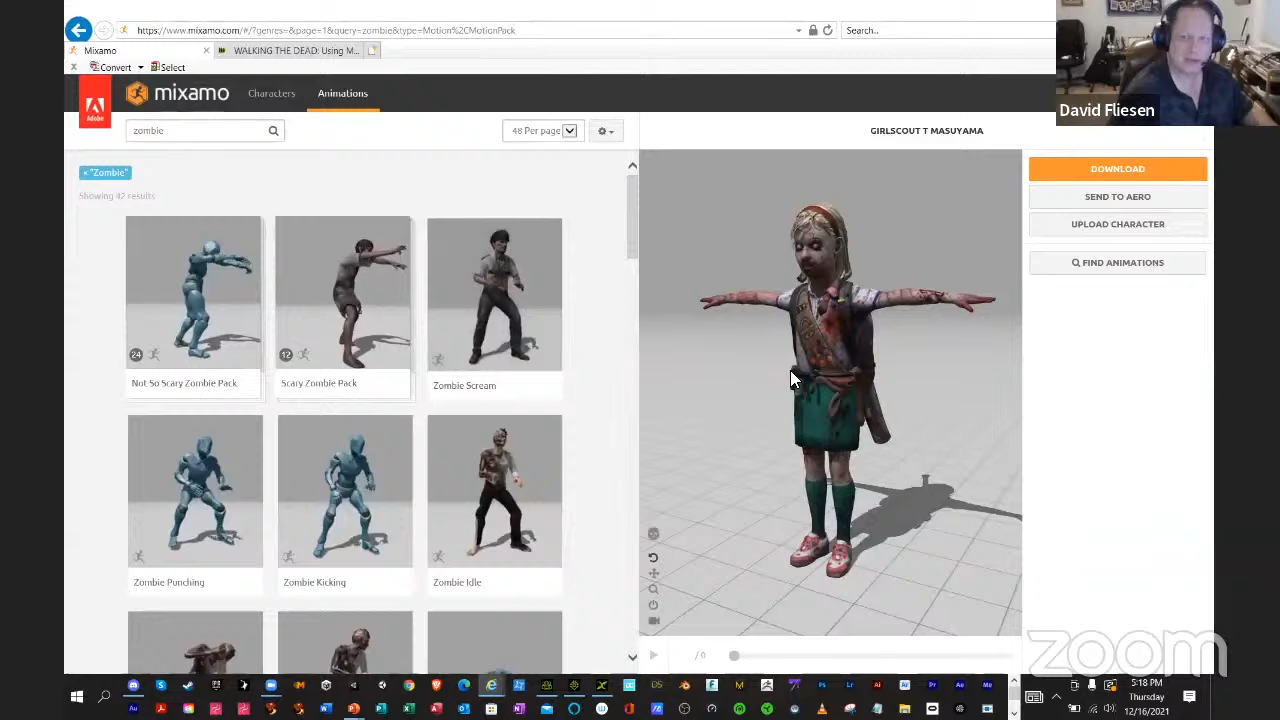 https://www.mixamo.com/#/?genres=&page=1&query=zombie&type=Motion%2CMotionPack
Search..
Mixamo
WALKING THE DEAD: Using M...
x Convert Select
David Fliesen
Adobe
mixamo
Characters
Animations
zombie
48 Per page
GIRLSCOUT T MASUYAMA
× "Zombie"
Showing 42 results
DOWNLOAD
SEND TO AERO
UPLOAD CHARACTER
FIND ANIMATIONS
24
12
Not So Scary Zombie Pack
Scary Zombie Pack
Zombie Scream
Zombie Punching
Zombie Kicking
Zombie Idle
/ 0
zoom
5:18 PM
Thursday
12/16/2021